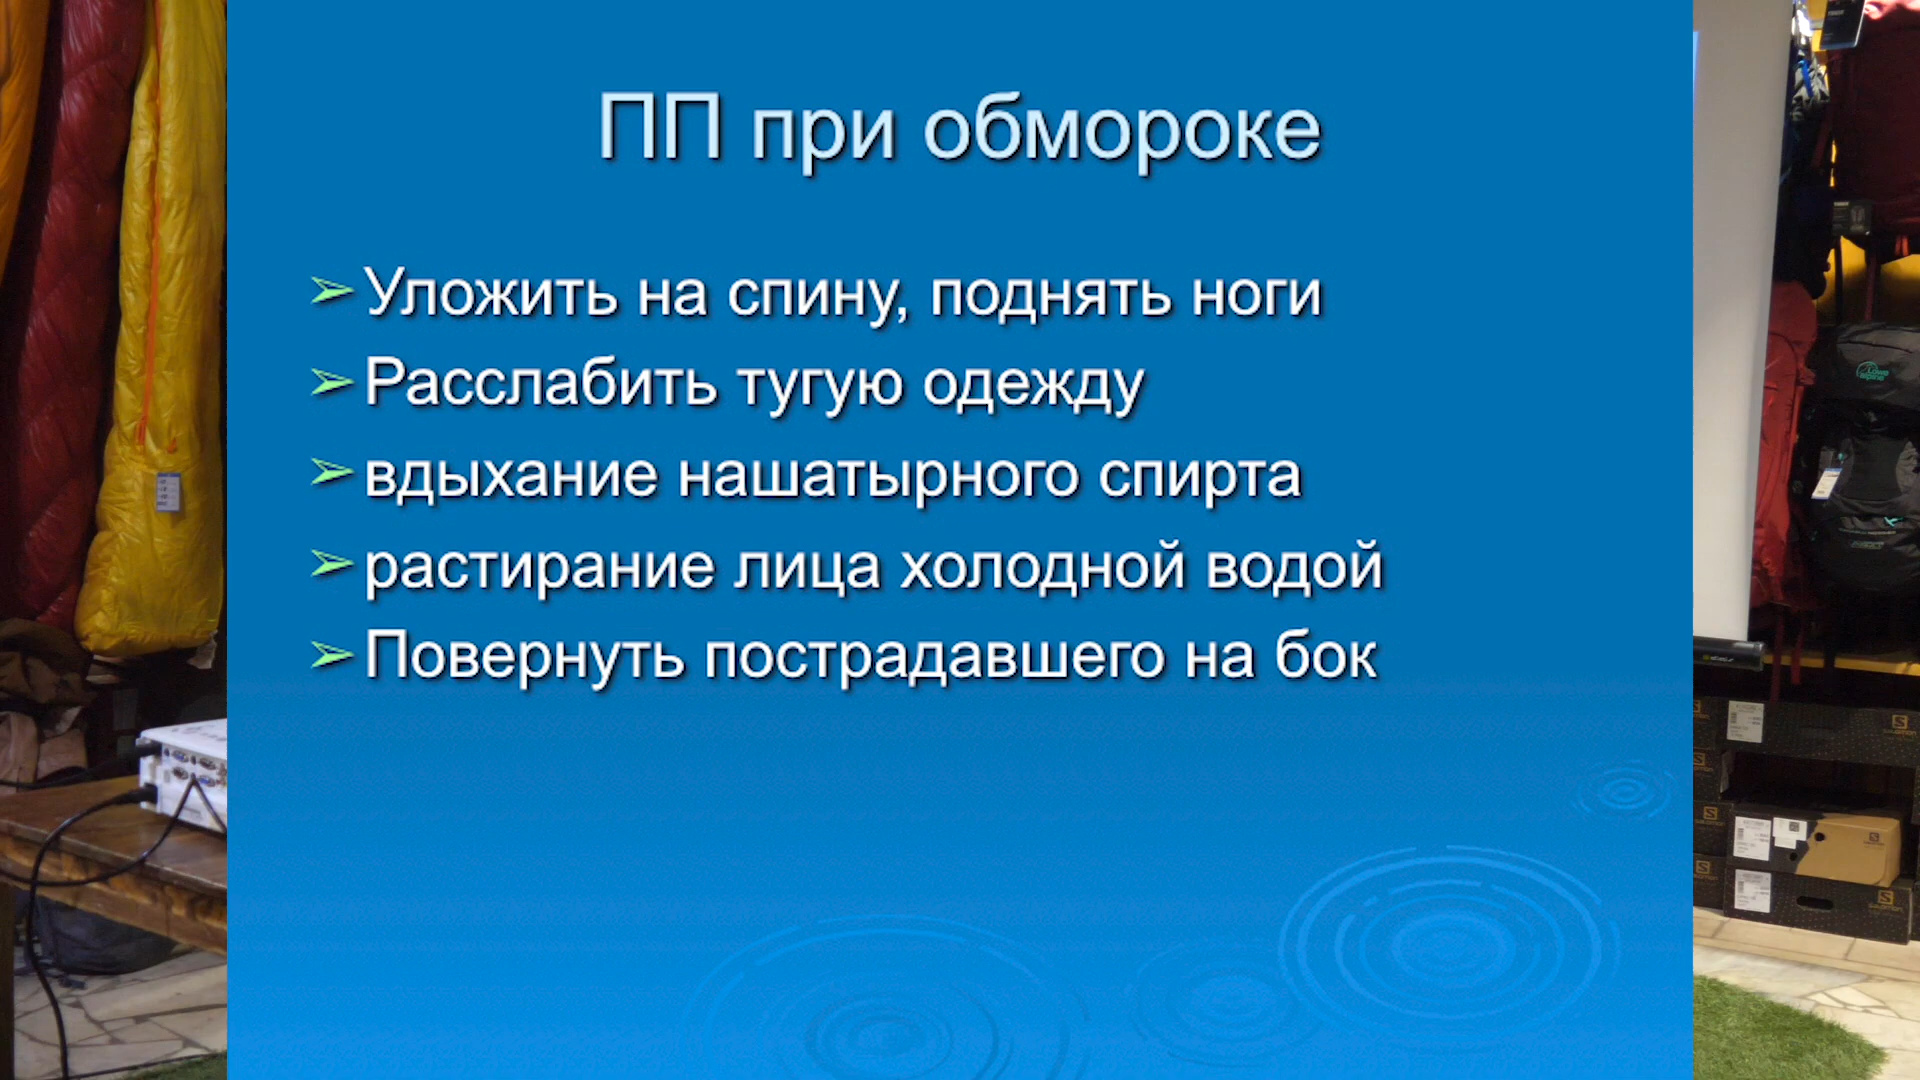 ПП при обмороке
Уложить на спину, поднять ноги
Расслабить тугую одежду
вдыхание нашатырного спирта
растирание лица холодной водой
Повернуть пострадавшего на бок